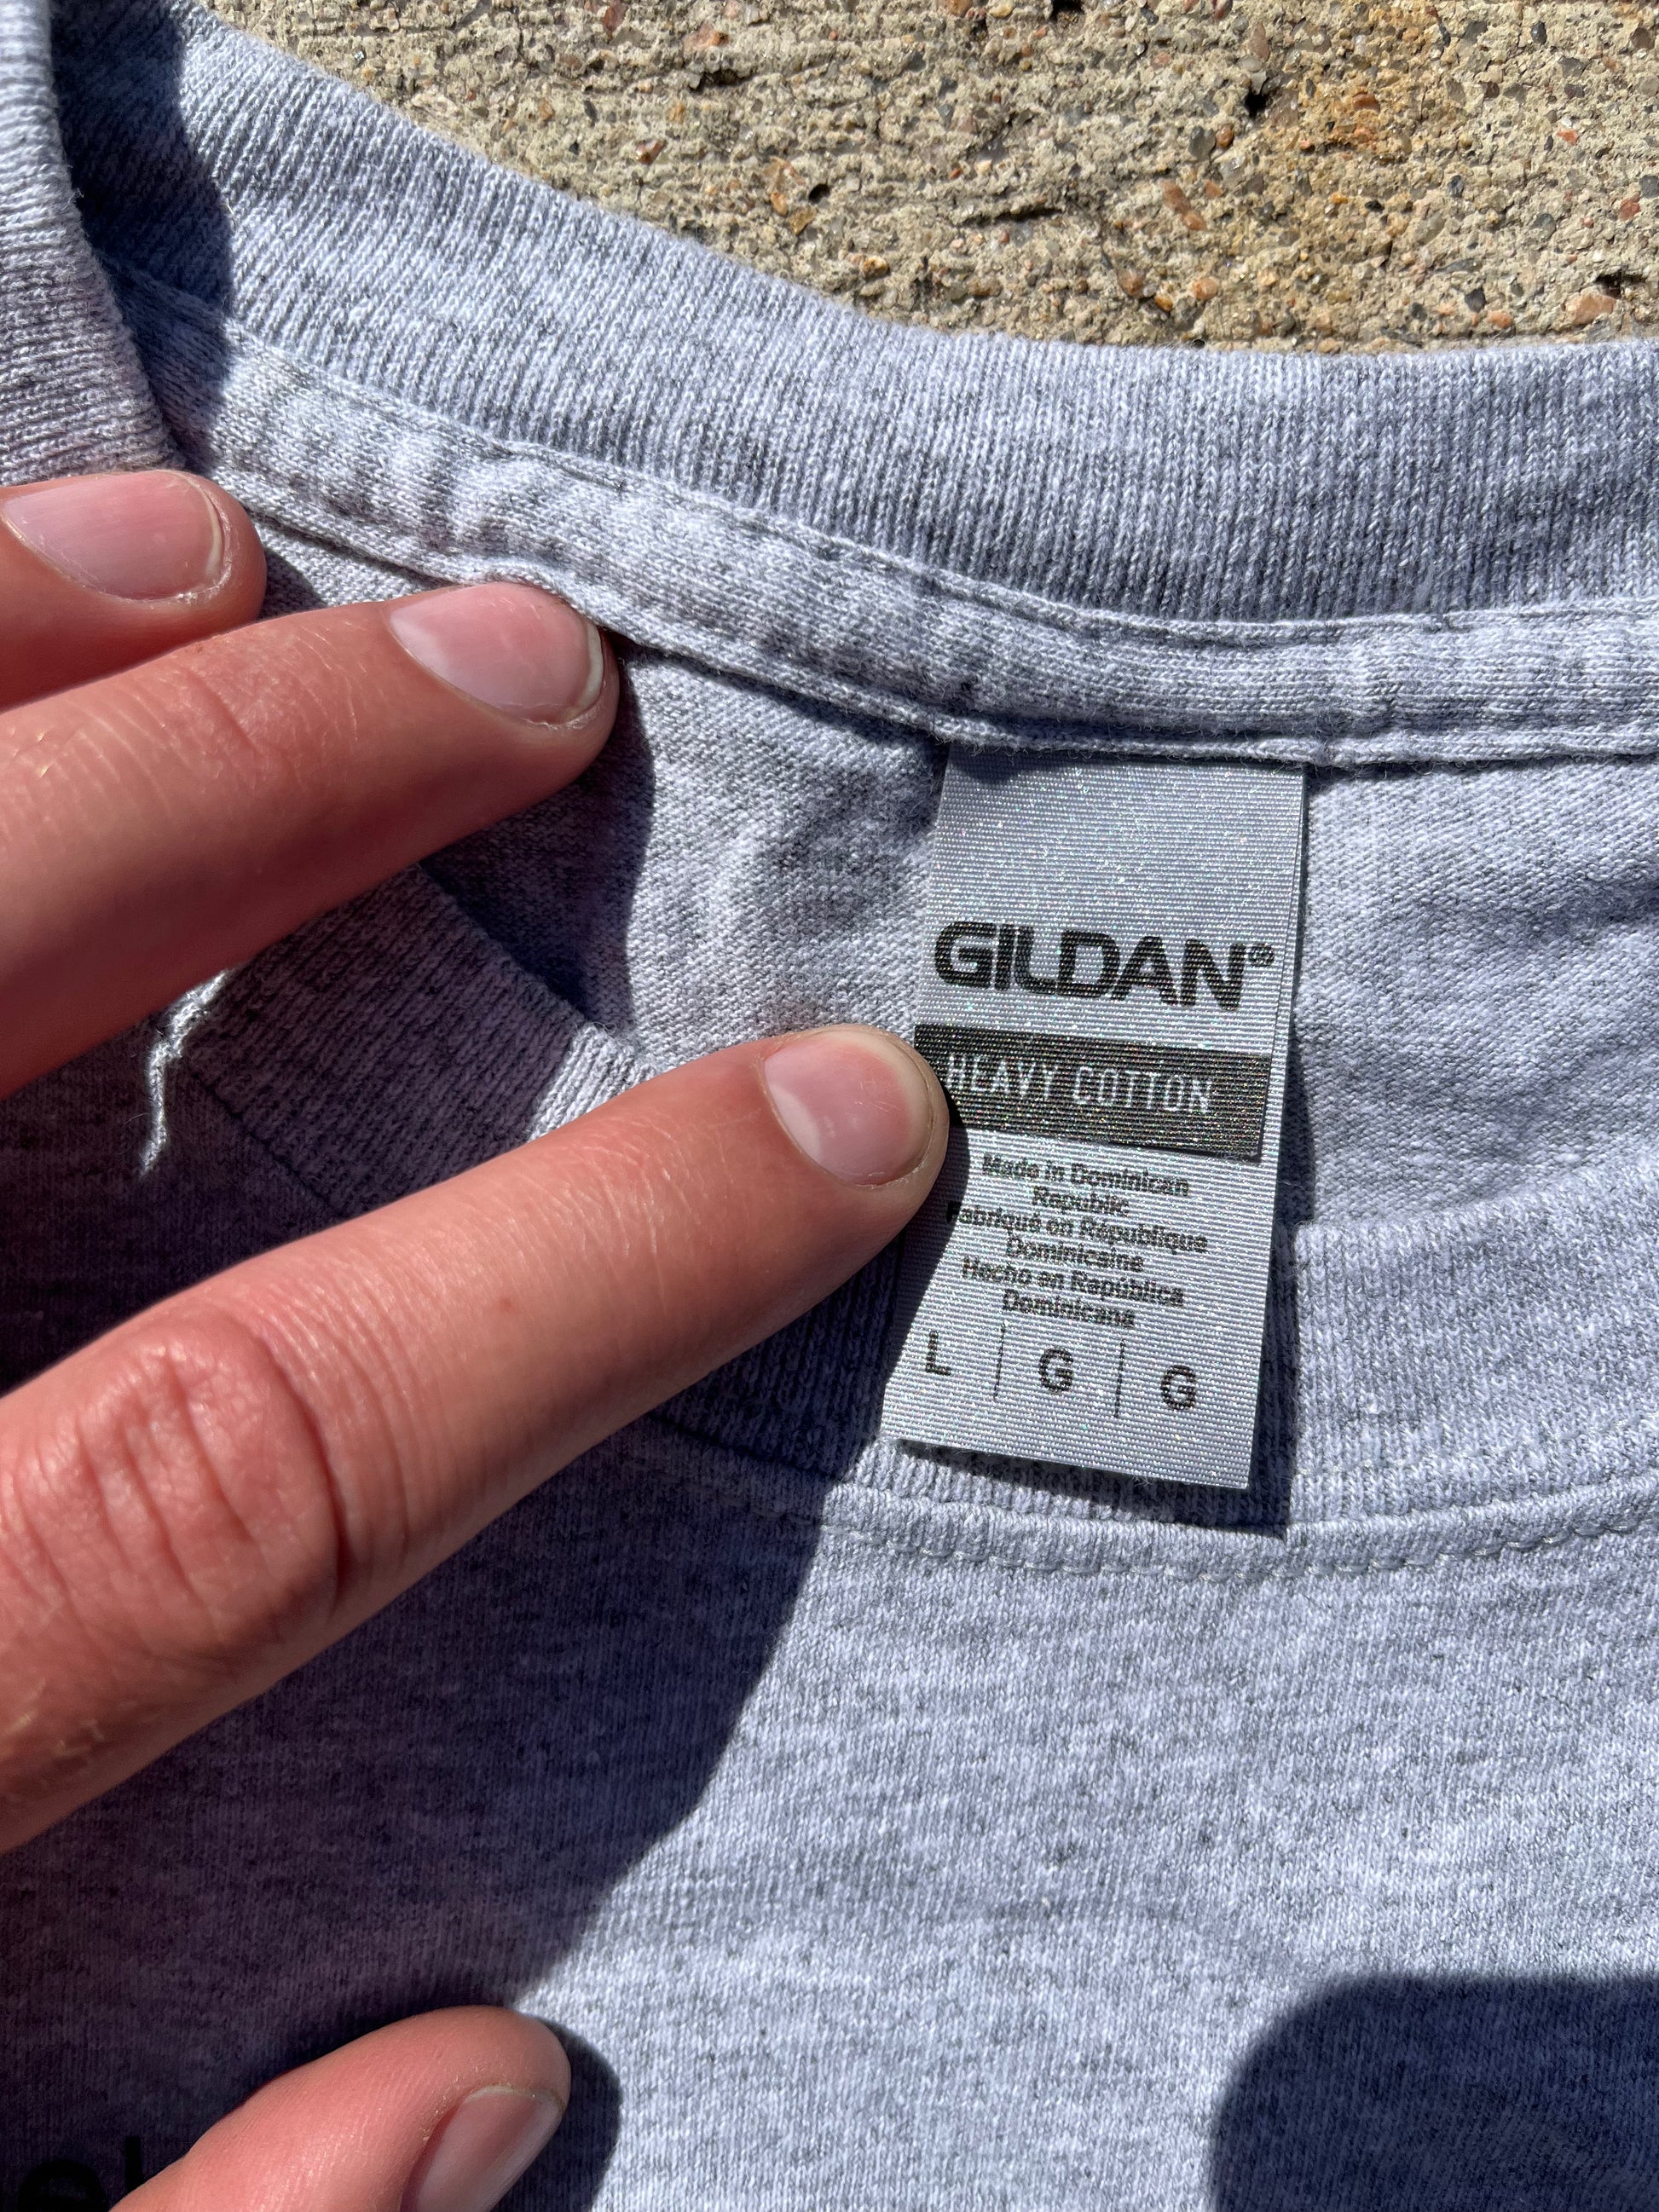 GILDAN®
HEAVY COTTON
Made in Dominican
Republic
Fabriqué en République
Dominicaine
Hecho en República
Dominicana
L | G | G